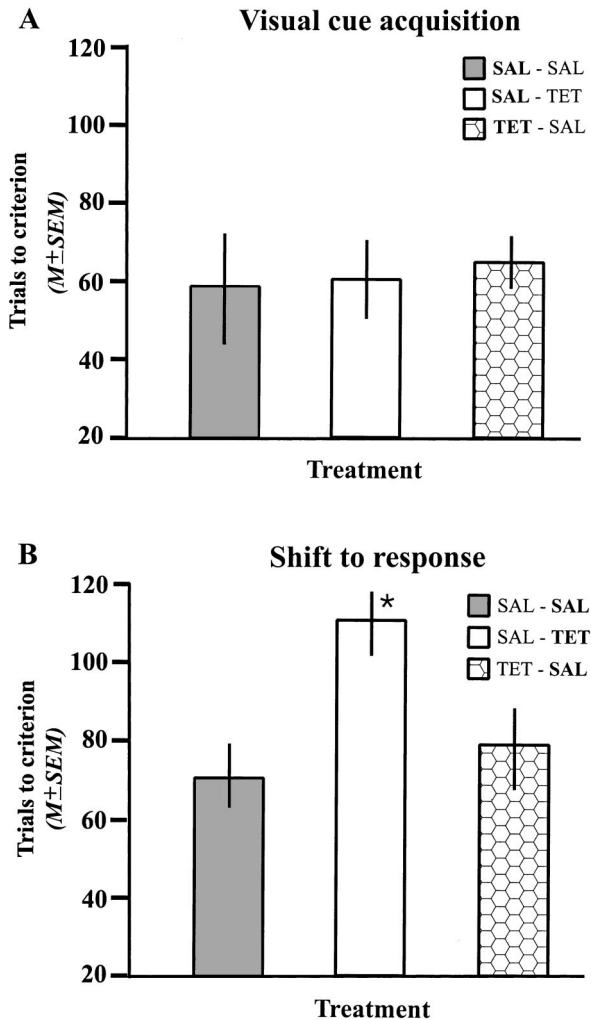 A
Visual cue acquisition
SAL - SAL
SAL - TET
TET - SAL
Trials to criterion
(M±SEM)
120
100
80
60
40
20
Treatment
B
Shift to response
SAL - SAL
SAL - TET
TET - SAL
Trials to criterion
(M±SEM)
120
100
80
60
40
20
*
Treatment